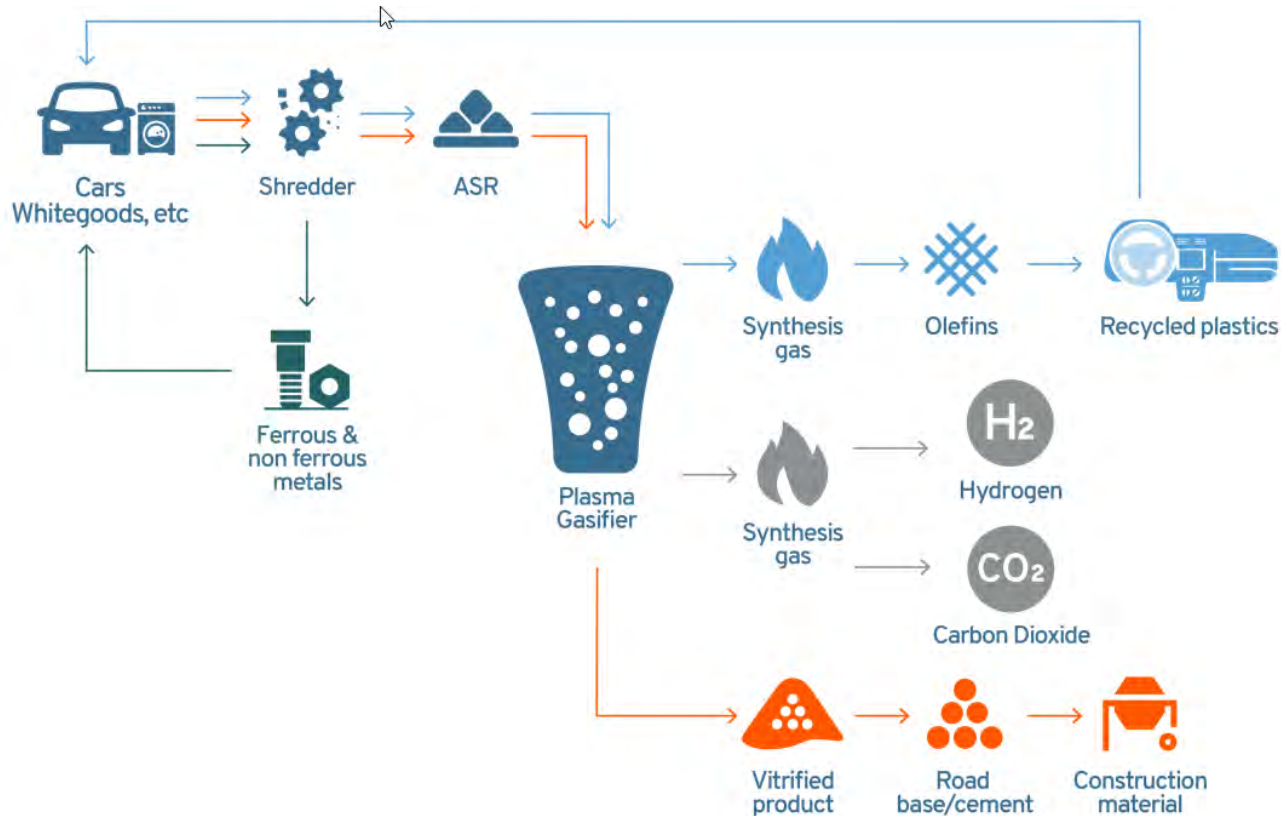 Cars
Whitegoods, etc
Shredder
ASR
Ferrous &
non ferrous
metals
Plasma
Gasifier
Synthesis
gas
Olefins
Recycled plastics
Synthesis
gas
H₂
Hydrogen
CO₂
Carbon Dioxide
Vitrified
product
Road
base/cement
Construction
material